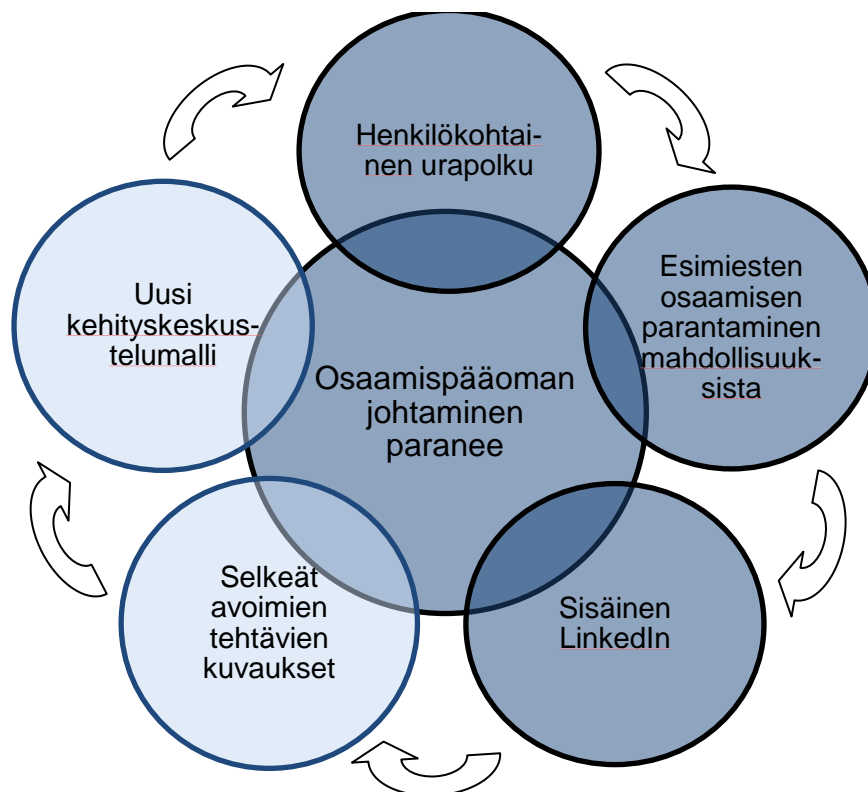 Henkilökohtai-
nen urapolku
Esimiesten
osaamisen
parantaminen
mahdollisuuk-
sista
Sisäinen
LinkedIn
Selkeät
avoimien
tehtävien
kuvaukset
Uusi
kehityskeskus-
telumalli
Osaamispääoman
johtaminen
paranee